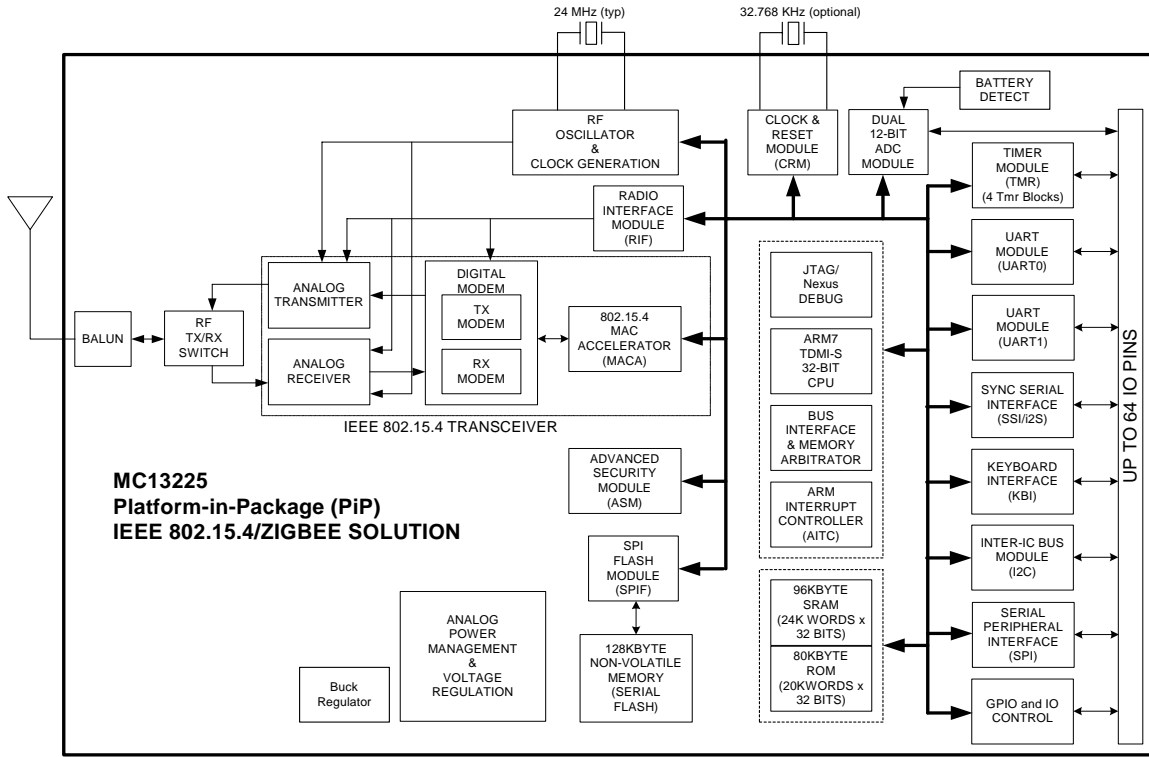 24 MHz (typ)
32.768 KHz (optional)
BATTERY
DETECT
RF
OSCILLATOR
&
CLOCK GENERATION
CLOCK &
RESET
MODULE
(CRM)
DUAL
12-BIT
ADC
MODULE
TIMER
MODULE
(TMR)
(4 Tmr Blocks)
RADIO
INTERFACE
MODULE
(RIF)
UART
MODULE
(UART0)
JTAG/
Nexus
DEBUG
ANALOG
TRANSMITTER
DIGITAL
MODEM
TX
MODEM
RX
MODEM
802.15.4
MAC
ACCELERATOR
(MACA)
BALUN
RF
TX/RX
SWITCH
ANALOG
RECEIVER
IEEE 802.15.4 TRANSCEIVER
ARM7
TDMI-S
32-BIT
CPU
UART
MODULE
(UART1)
BUS
INTERFACE
& MEMORY
ARBITRATOR
SYNC SERIAL
INTERFACE
(SSI/i2S)
UP TO 64 IO PINS
MC13225
Platform-in-Package (PiP)
IEEE 802.15.4/ZIGBEE SOLUTION
ADVANCED
SECURITY
MODULE
(ASM)
ARM
INTERRUPT
CONTROLLER
(AITC)
KEYBOARD
INTERFACE
(KBI)
SPI
FLASH
MODULE
(SPIF)
INTER-IC BUS
MODULE
(I2C)
96KBYTE
SRAM
(24K WORDS x
32 BITS)
SERIAL
PERIPHERAL
INTERFACE
(SPI)
ANALOG
POWER
MANAGEMENT
&
VOLTAGE
REGULATION
128KBYTE
NON-VOLATILE
MEMORY
(SERIAL
FLASH)
80KBYTE
ROM
(20KWORDS x
32 BITS)
Buck
Regulator
GPIO and IO
CONTROL